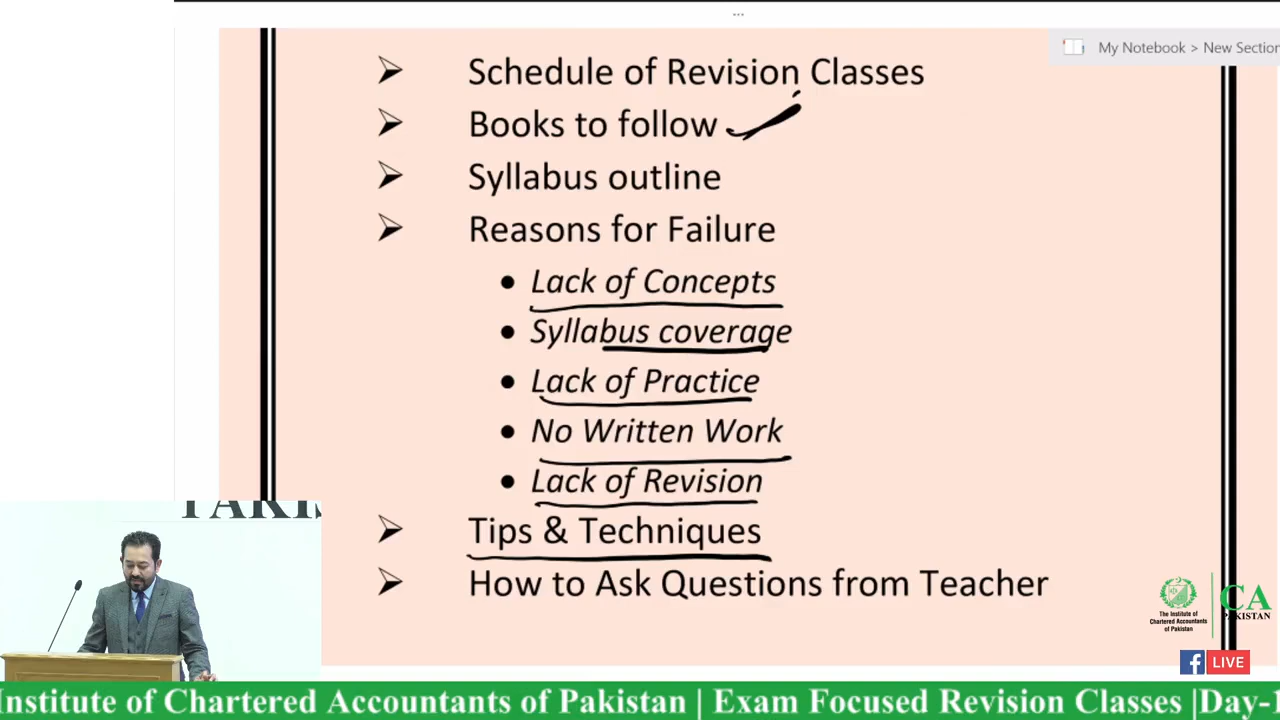 ...
My Notebook > New Section
➢ Schedule of Revision Classes
➢ Books to follow
➢ Syllabus outline
➢ Reasons for Failure
• Lack of Concepts
• Syllabus coverage
• Lack of Practice
• No Written Work
• Lack of Revision
➢ Tips & Techniques
➢ How to Ask Questions from Teacher
The Institute of
Chartered Accountants
of Pakistan
CA
PAKISTAN
f LIVE
Institute of Chartered Accountants of Pakistan | Exam Focused Revision Classes |Day-1